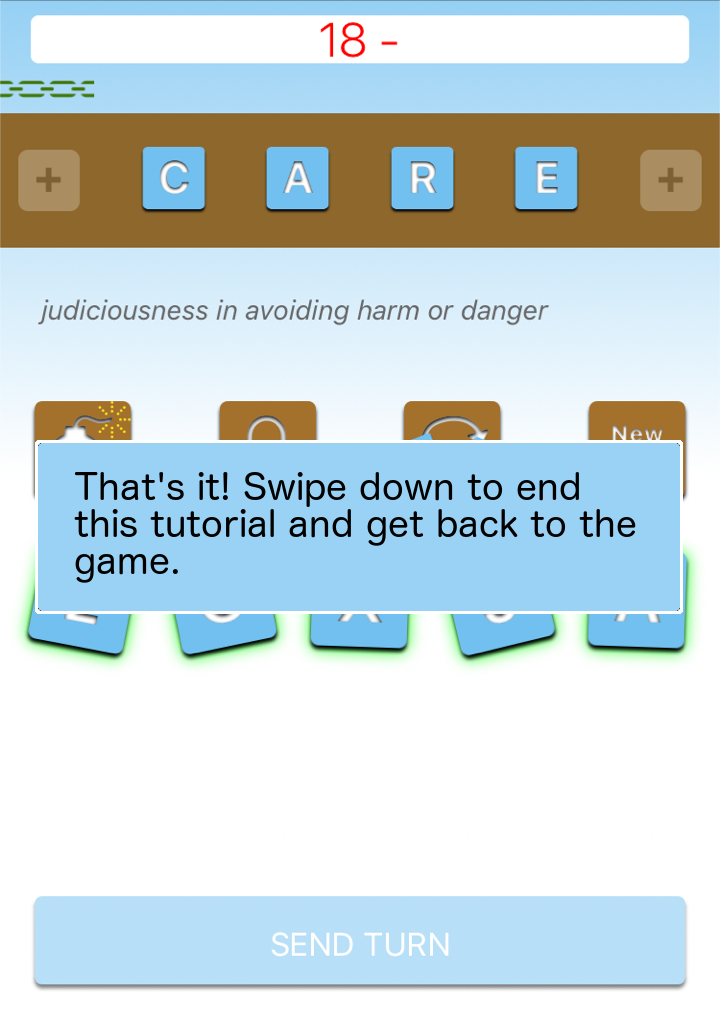 18 -
+ C A R E +
judiciousness in avoiding harm or danger
New
That's it! Swipe down to end
this tutorial and get back to the
game.
SEND TURN